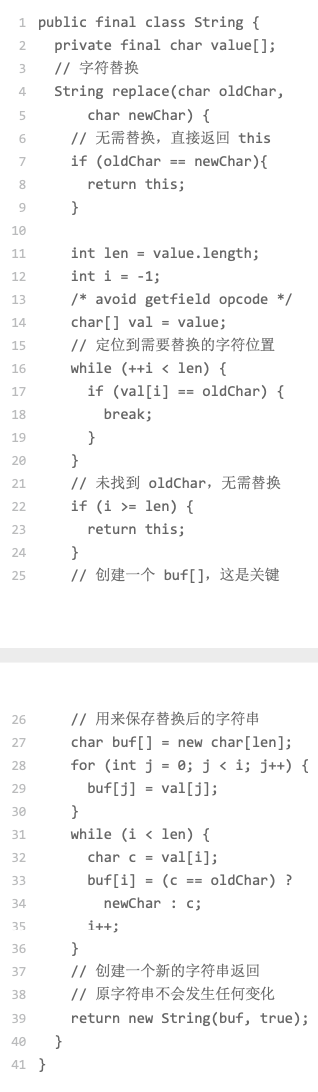 1 public final class String {
2   private final char value[];
3   // 字符替换
4   String replace(char oldChar,
5       char newChar) {
6     // 无需替换，直接返回 this
7     if (oldChar == newChar){
8       return this;
9     }
10
11     int len = value.length;
12     int i = -1;
13     /* avoid getfield opcode */
14     char[] val = value;
15     // 定位到需要替换的字符位置
16     while (++i < len) {
17       if (val[i] == oldChar) {
18         break;
19       }
20     }
21     // 未找到 oldChar，无需替换
22     if (i >= len) {
23       return this;
24     }
25     // 创建一个 buf[]，这是关键
26     // 用来保存替换后的字符串
27     char buf[] = new char[len];
28     for (int j = 0; j < i; j++) {
29       buf[j] = val[j];
30     }
31     while (i < len) {
32       char c = val[i];
33       buf[i] = (c == oldChar) ?
34         newChar : c;
35       i++;
36     }
37     // 创建一个新的字符串返回
38     // 原字符串不会发生任何变化
39     return new String(buf, true);
40   }
41 }